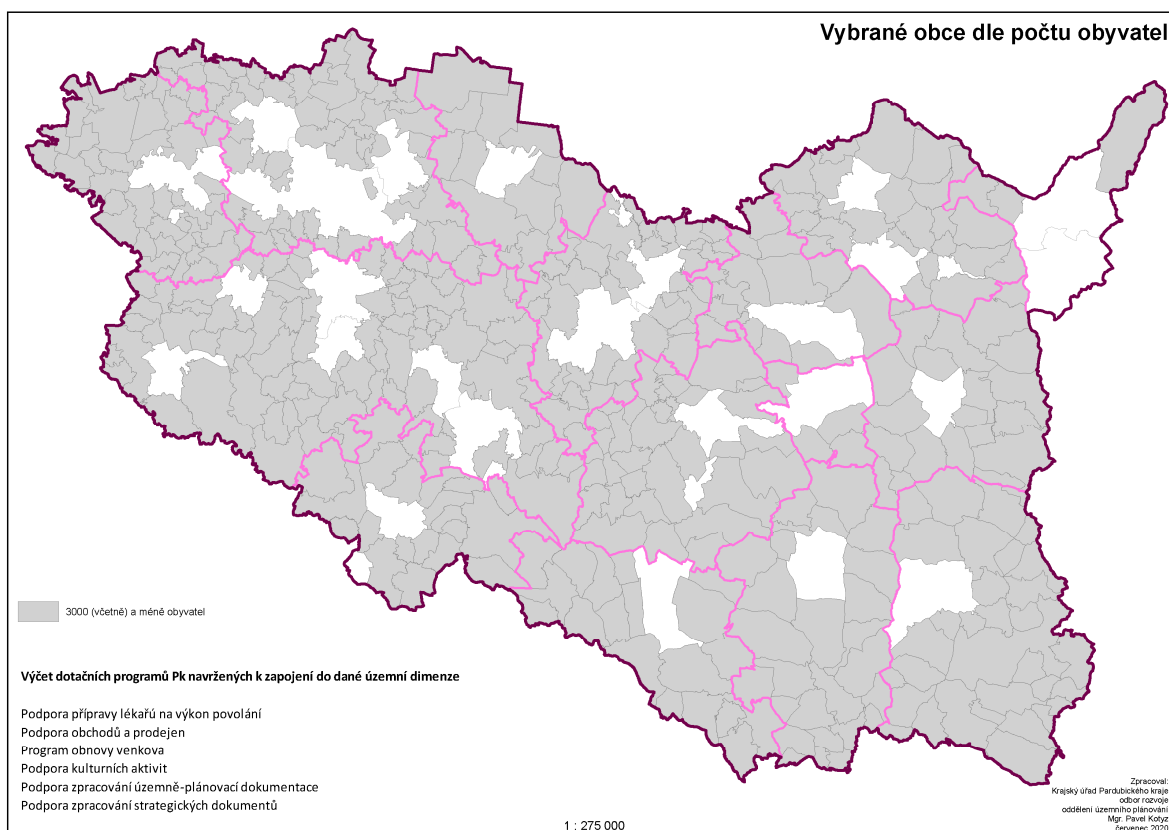 Vybrané obce dle počtu obyvatel
3000 (včetně) a méně obyvatel
Výčet dotačních programů Pk navržených k zapojení do dané územní dimenze
Podpora přípravy lékařů na výkon povolání
Podpora obchodů a prodejen
Program obnovy venkova
Podpora kulturních aktivit
Podpora zpracování územně-plánovací dokumentace
Podpora zpracování strategických dokumentů
1 : 275 000
Zpracoval:
Krajský úřad Pardubického kraje
odbor rozvoje
oddělení územního plánování
Mgr. Pavel Kotyz
červenec 2020